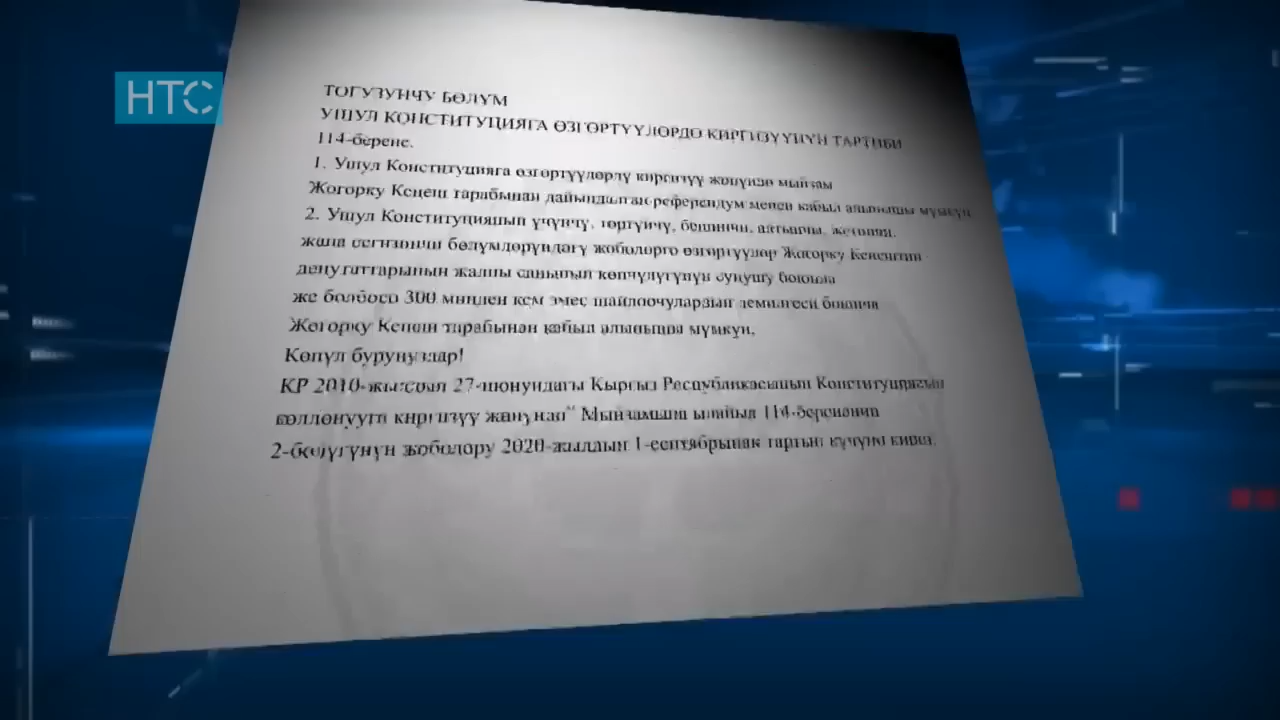 НТС
ТОГУЗУНЧУ БӨЛҮМ
УШУЛ КОНСТИТУЦИЯГА ӨЗГӨРТҮҮЛӨРДҮ КИРГИЗҮҮНҮН ТАРТИБИ
114-берене.
1. Ушул Конституцияга өзгөртүүлөрдү киргизүү жөнүндө мыйзам
Жогорку Кеңеш тарабынан дайындалган референдум менен кабыл алынышы мүмкүн
2. Ушул Конституциянын үчүнчү, төртүнчү, бешинчи, алтынчы, жетинчи,
жана сегизинчи бөлүмдөрүндөгү жоболорго өзгөртүүлөр Жогорку Кеңештин
депутаттарынын жалпы санынын көпчүлүгүнүн сунушу боюнча
же болбосо 300 миңден кем эмес шайлоочулардын демилгеси боюнча
Жогорку Кеңеш тарабынан кабыл алынышы мүмкүн.
Көңүл бурунуздар!
КР 2010-жылдын 27-июнундагы Кыргыз Республикасынын Конституциясын
колдонууга киргизүү жөнүндө" Мыйзамына ылайык 114-беренанин
2-бөлүгүнүн жоболору 2020-жылдын 1-сентябрынан тартып күчүнө кирет.